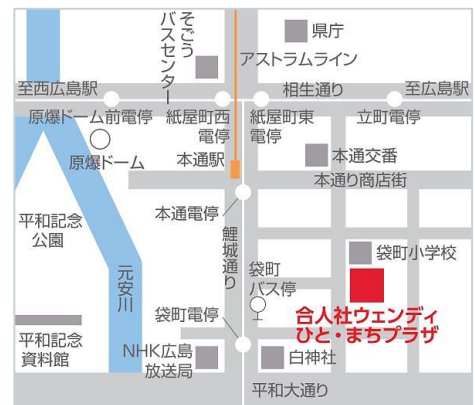 県庁
そごう
バスセンター
アストラムライン
至西広島駅
相生通り
至広島駅
原爆ドーム前電停
紙屋町西
電停
紙屋町東
電停
立町電停
原爆ドーム
本通駅
本通交番
本通り商店街
平和記念
公園
本通電停
鯉城通り
袋町
バス停
袋町小学校
元安川
袋町電停
合人社ウェンディ
ひと・まちプラザ
平和記念
資料館
NHK広島
放送局
白神社
平和大通り